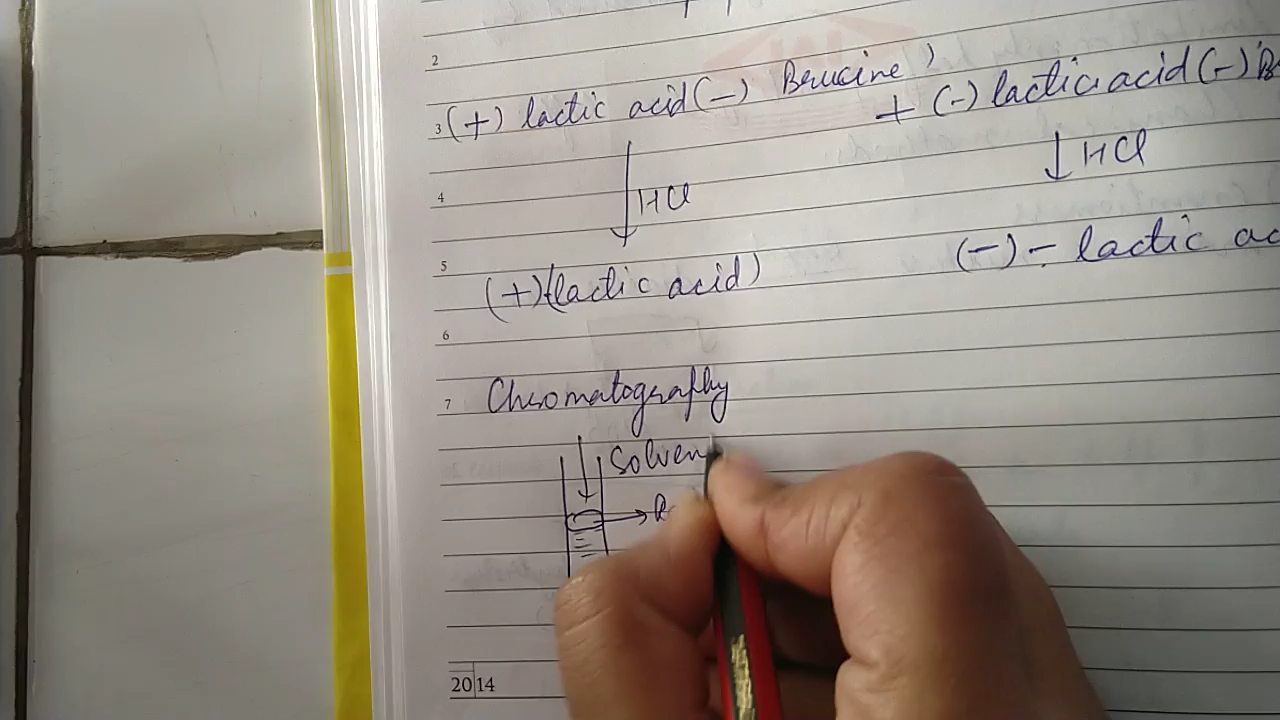 2
3 (+) lactic acid (-) Brucine) + (-) lactic acid (-) B
4 HCl HCl
5 (+)(lactic acid) (-) - lactic ac
6
7 Chromatography
Solven
R
2014